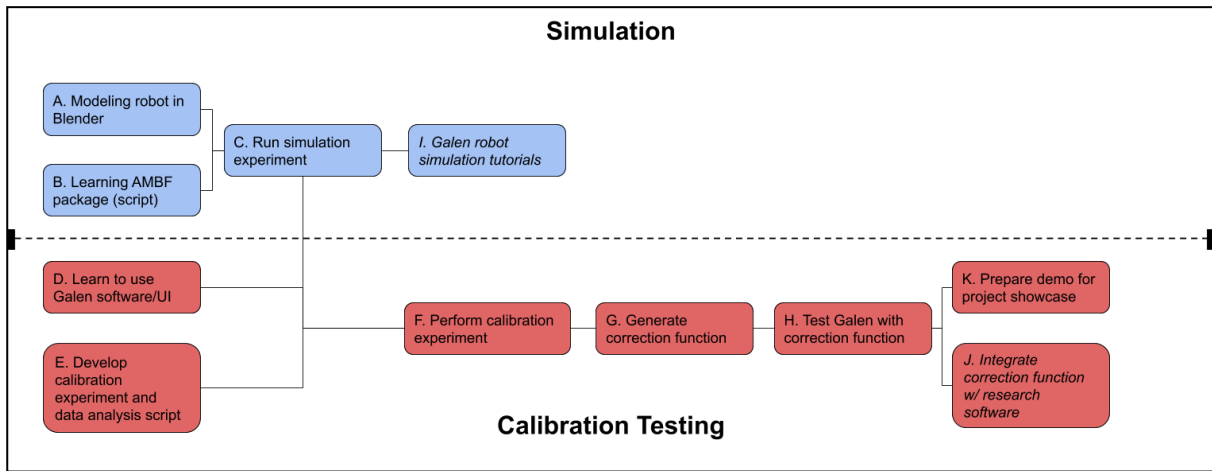 Simulation
A. Modeling robot in
Blender
B. Learning AMBF
package (script)
C. Run simulation
experiment
I. Galen robot
simulation tutorials
D. Learn to use
Galen software/UI
E. Develop
calibration
experiment and
data analysis script
F. Perform calibration
experiment
G. Generate
correction function
H. Test Galen with
correction function
K. Prepare demo for
project showcase
J. Integrate
correction function
w/ research
software
Calibration Testing